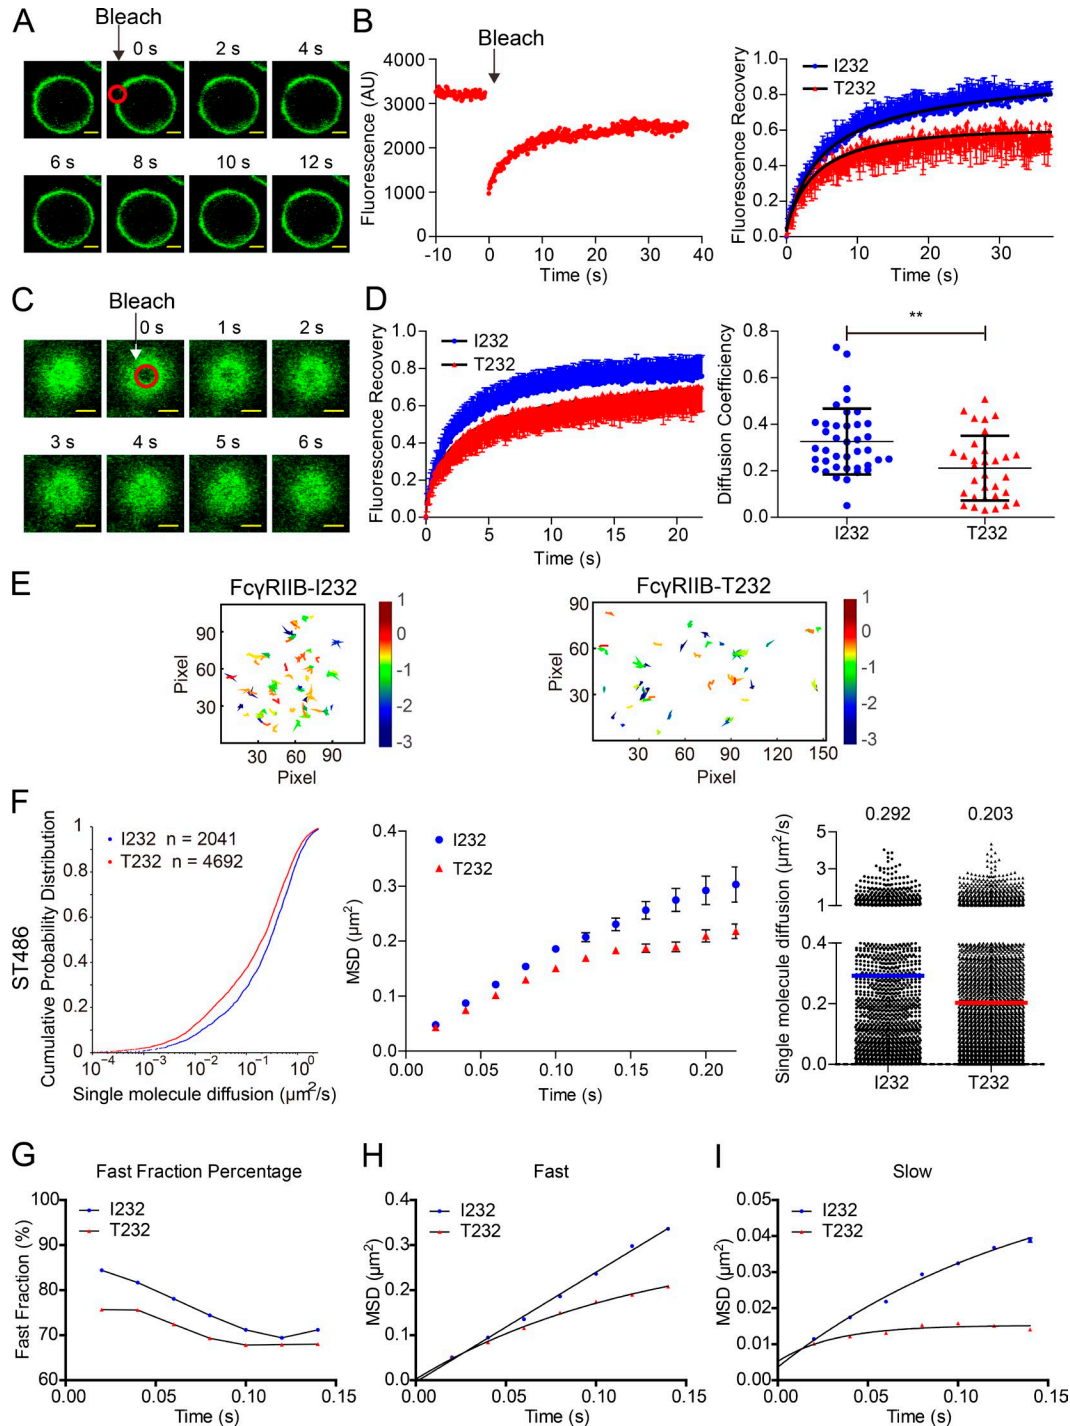 A
Bleach
0 s
2 s
4 s
6 s
8 s
10 s
12 s
B
Bleach
Fluorescence (AU)
4000
3000
2000
1000
0
-10
0
10
20
30
40
Time (s)
Fluorescence Recovery
1.0
0.8
0.6
0.4
0.2
0.0
I232
T232
0
10
20
30
Time (s)
C
Bleach
0 s
1 s
2 s
3 s
4 s
5 s
6 s
D
Fluorescence Recovery
1.0
0.8
0.6
0.4
0.2
0.0
I232
T232
0
5
10
15
20
Time (s)
Diffusion Coefficiency
0.8
0.6
0.4
0.2
0.0
**
I232
T232
E
FcγRIIB-I232
Pixel
90
60
30
30
60
90
Pixel
1
0
-1
-2
-3
FcγRIIB-T232
Pixel
90
60
30
30
60
90
120
150
Pixel
1
0
-1
-2
-3
F
ST486
Cumulative Probability Distribution
1
0.8
0.6
0.4
0.2
0
I232 n = 2041
T232 n = 4692
10⁻⁴
10⁻³
10⁻²
10⁻¹
10⁰
Single molecule diffusion (µm²/s)
MSD (µm²)
0.4
0.3
0.2
0.1
0.0
I232
T232
0.00
0.05
0.10
0.15
0.20
Time (s)
Single molecule diffusion (µm²/s)
0.292
0.203
5
3
1
0.4
0.2
0.0
I232
T232
G
Fast Fraction Percentage
Fast Fraction (%)
100
90
80
70
60
I232
T232
0.00
0.05
0.10
0.15
Time (s)
H
Fast
MSD (µm²)
0.4
0.3
0.2
0.1
0.0
I232
T232
0.00
0.05
0.10
0.15
Time (s)
I
Slow
MSD (µm²)
0.05
0.04
0.03
0.02
0.01
0.00
I232
T232
0.00
0.05
0.10
0.15
Time (s)